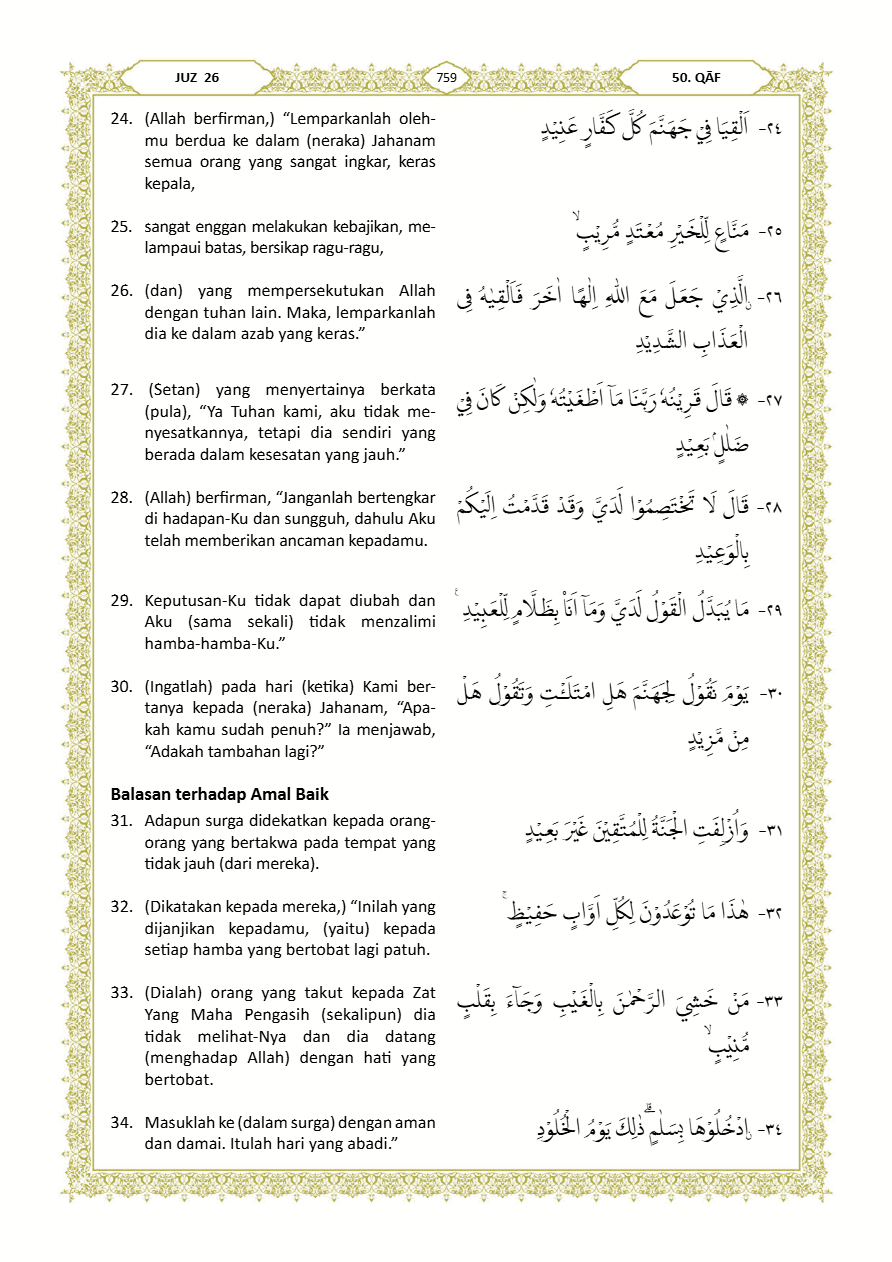 JUZ 26
759
50. QĀF
24. (Allah berfirman,) “Lemparkanlah oleh-
mu berdua ke dalam (neraka) Jahanam
semua orang yang sangat ingkar, keras
kepala,
٢٤- اَلْقِيَا فِيْ جَهَنَّمَ كُلَّ كَفَّارٍ عَنِيْدٍ
25. sangat enggan melakukan kebajikan, me-
lampaui batas, bersikap ragu-ragu,
٢٥- مَنَّاعٍ لِّلْخَيْرِ مُعْتَدٍ مُّرِيْبٍۙ
26. (dan) yang mempersekutukan Allah
dengan tuhan lain. Maka, lemparkanlah
dia ke dalam azab yang keras.”
٢٦- ۨالَّذِيْ جَعَلَ مَعَ اللّٰهِ اِلٰهًا اٰخَرَ فَاَلْقِيٰهُ فِى
الْعَذَابِ الشَّدِيْدِ
27. (Setan) yang menyertainya berkata
(pula), “Ya Tuhan kami, aku tidak me-
nyesatkannya, tetapi dia sendiri yang
berada dalam kesesatan yang jauh.”
٢٧- ۞ قَالَ قَرِيْنُهٗ رَبَّنَا مَآ اَطْغَيْتُهٗ وَلٰكِنْ كَانَ فِيْ
ضَلٰلٍۢ بَعِيْدٍ
28. (Allah) berfirman, “Janganlah bertengkar
di hadapan-Ku dan sungguh, dahulu Aku
telah memberikan ancaman kepadamu.
٢٨- قَالَ لَا تَخْتَصِمُوْا لَدَيَّ وَقَدْ قَدَّمْتُ اِلَيْكُمْ
بِالْوَعِيْدِ
29. Keputusan-Ku tidak dapat diubah dan
Aku (sama sekali) tidak menzalimi
hamba-hamba-Ku.”
٢٩- مَا يُبَدَّلُ الْقَوْلُ لَدَيَّ وَمَآ اَنَا۠ بِظَلَّامٍ لِّلْعَبِيْدِ ࣖ
30. (Ingatlah) pada hari (ketika) Kami ber-
tanya kepada (neraka) Jahanam, “Apa-
kah kamu sudah penuh?” Ia menjawab,
“Adakah tambahan lagi?”
٣٠- يَوْمَ نَقُوْلُ لِجَهَنَّمَ هَلِ امْتَلَـْٔتِ وَتَقُوْلُ هَلْ
مِنْ مَّزِيْدٍ
Balasan terhadap Amal Baik
31. Adapun surga didekatkan kepada orang-
orang yang bertakwa pada tempat yang
tidak jauh (dari mereka).
٣١- وَاُزْلِفَتِ الْجَنَّةُ لِلْمُتَّقِيْنَ غَيْرَ بَعِيْدٍ
32. (Dikatakan kepada mereka,) “Inilah yang
dijanjikan kepadamu, (yaitu) kepada
setiap hamba yang bertobat lagi patuh.
٣٢- هٰذَا مَا تُوْعَدُوْنَ لِكُلِّ اَوَّابٍ حَفِيْظٍۚ
33. (Dialah) orang yang takut kepada Zat
Yang Maha Pengasih (sekalipun) dia
tidak melihat-Nya dan dia datang
(menghadap Allah) dengan hati yang
bertobat.
٣٣- مَنْ خَشِيَ الرَّحْمٰنَ بِالْغَيْبِ وَجَاۤءَ بِقَلْبٍ
مُّنِيْبٍۙ
34. Masuklah ke (dalam surga) dengan aman
dan damai. Itulah hari yang abadi.”
٣٤- ۨادْخُلُوْهَا بِسَلٰمٍ ۗذٰلِكَ يَوْمُ الْخُلُوْدِ